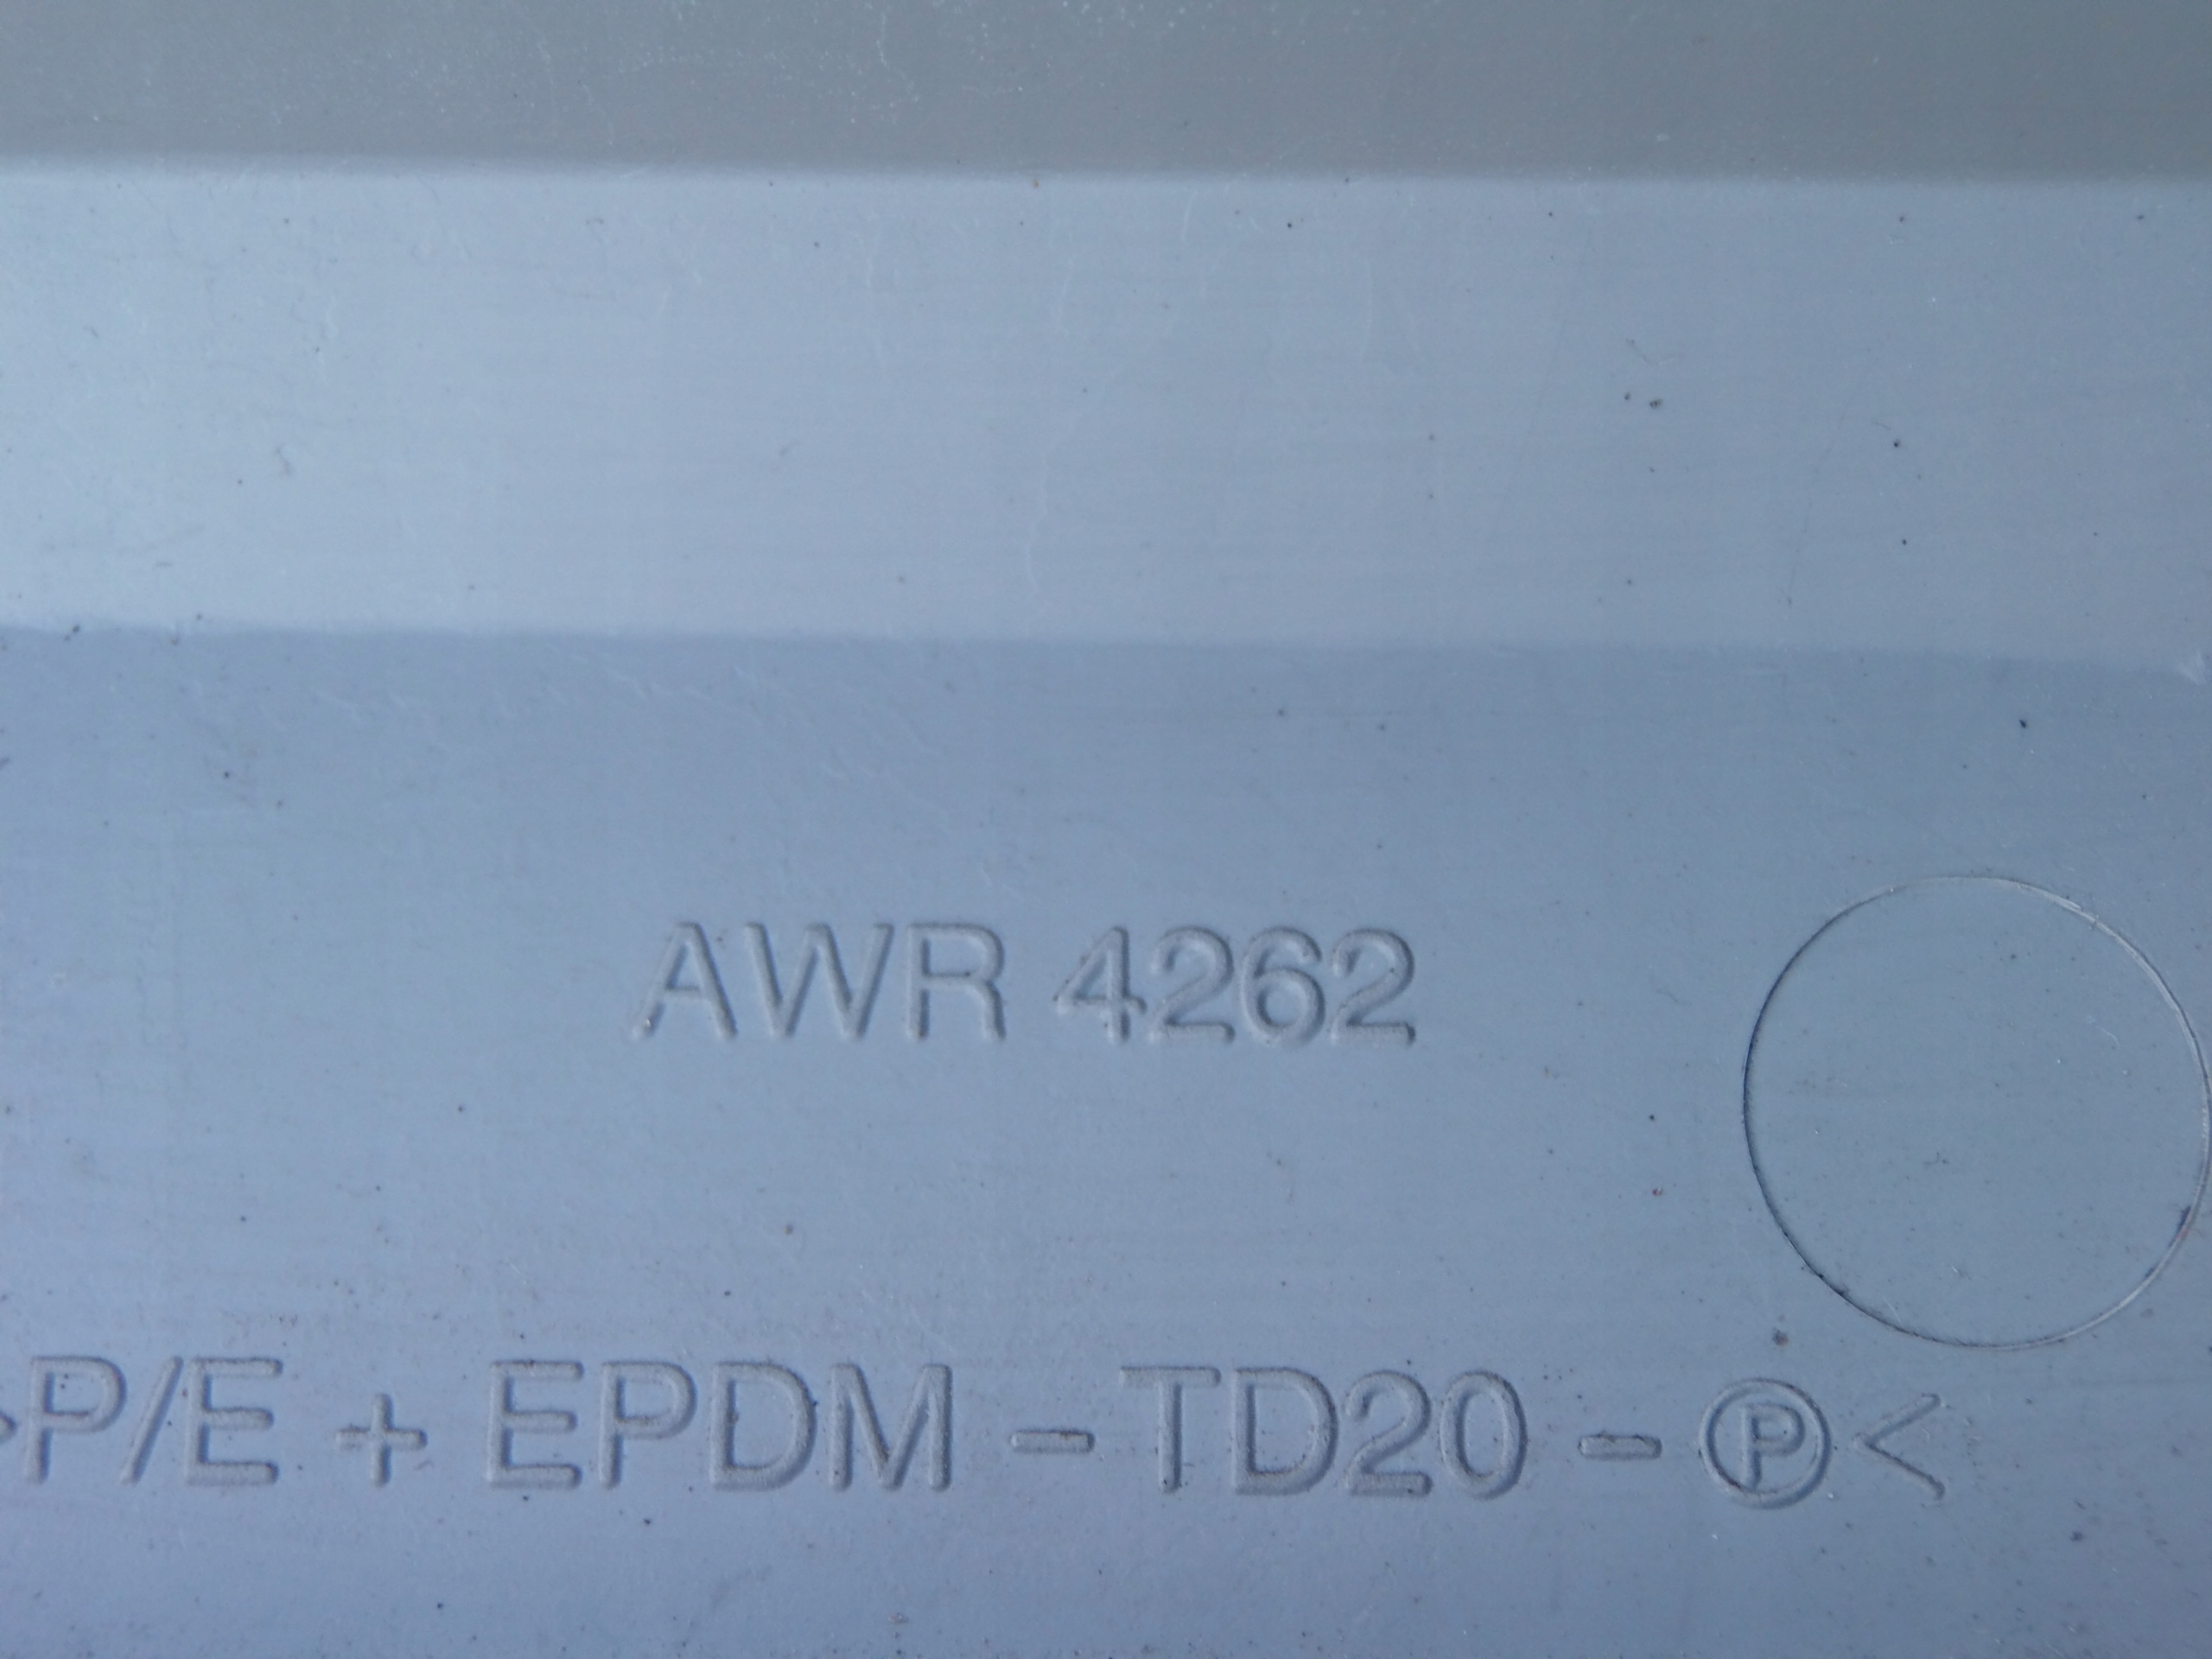 AWR 4262
>P/E + EPDM – TD20 – Ⓟ<